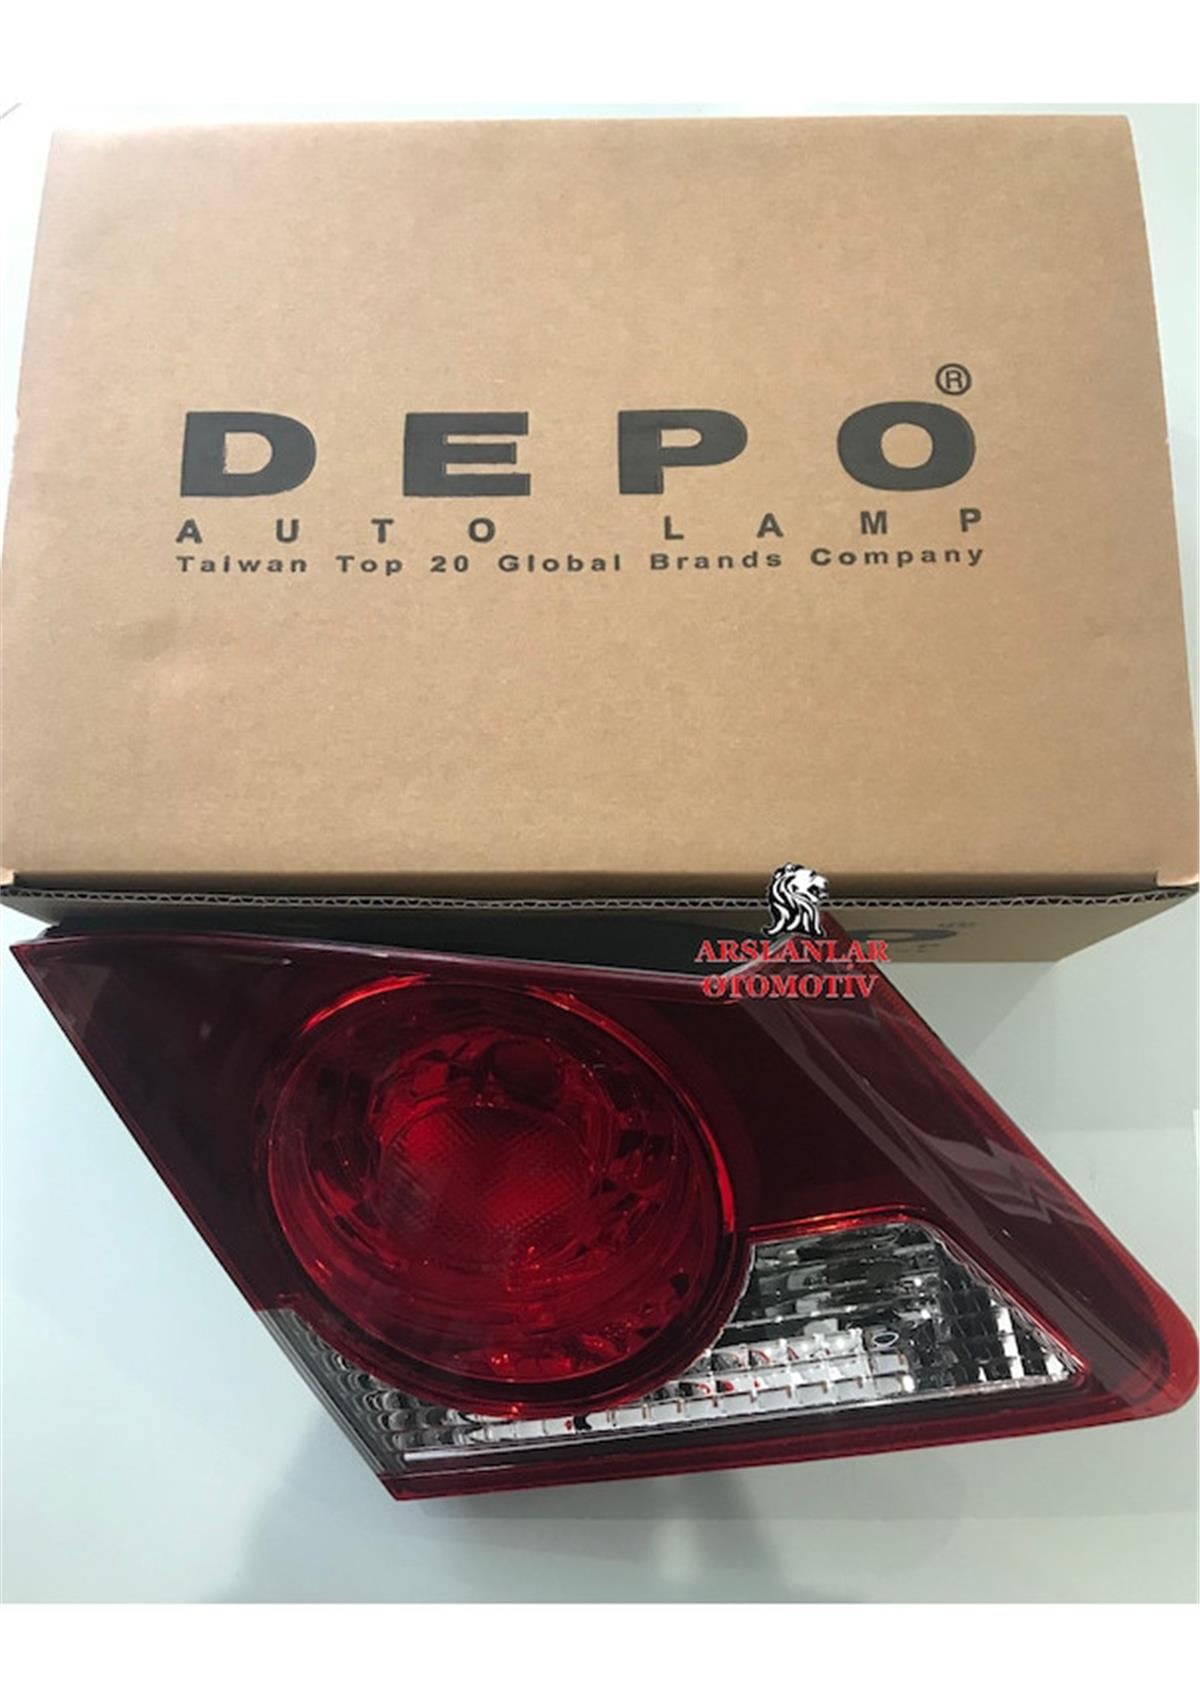 DEPO®
AUTO LAMP
Taiwan Top 20 Global Brands Company
ARSLANLAR
OTOMOTIV